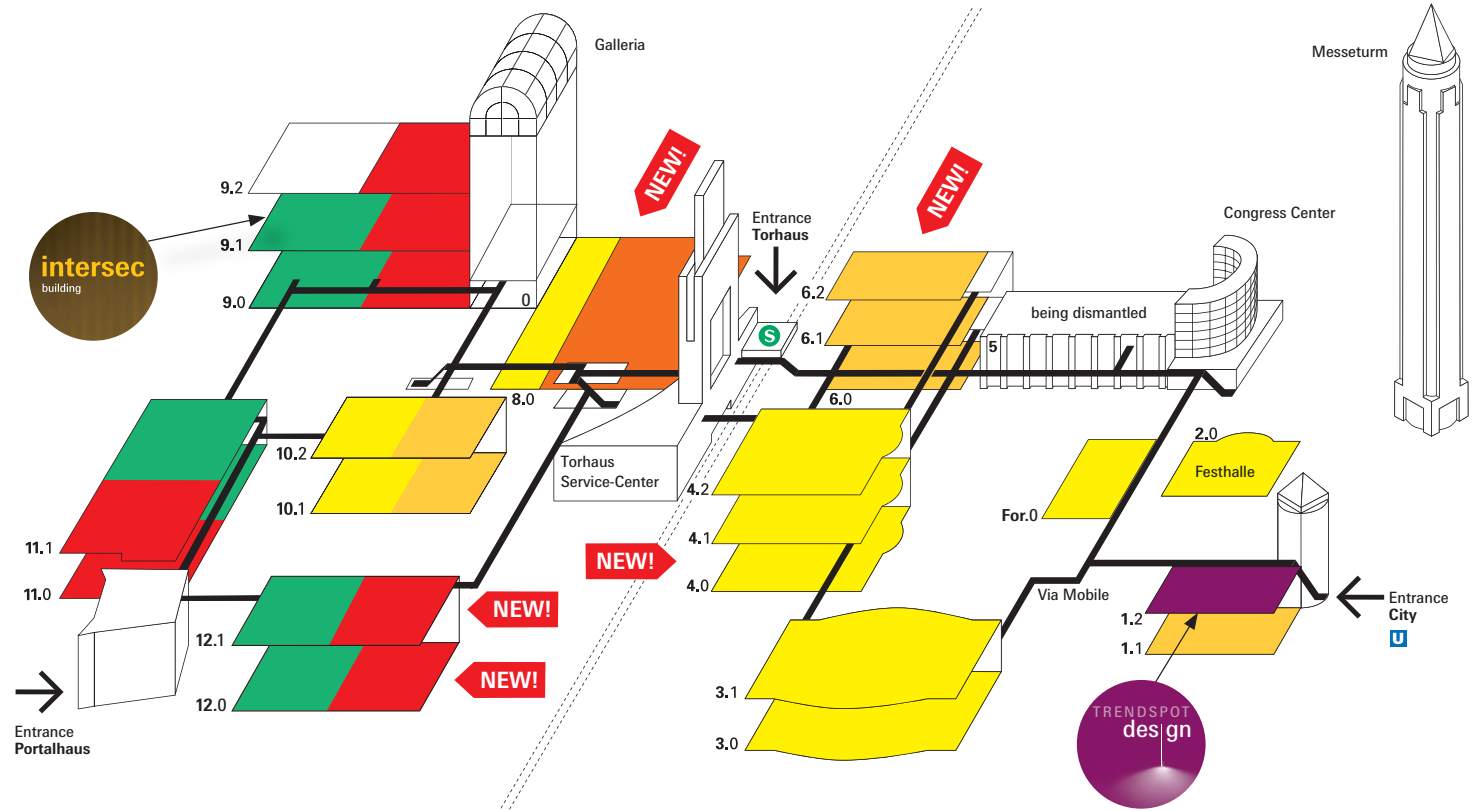 Galleria
Messeturm
NEW!
NEW!
9.2
Entrance
Torhaus
Congress Center
intersec
building
9.1
9.0
0
S
6.2
6.1
being dismantled
5
8.0
6.0
10.2
10.1
Torhaus
Service-Center
4.2
4.1
4.0
2.0
Festhalle
For.0
11.1
11.0
NEW!
NEW!
12.1
NEW!
12.0
Via Mobile
1.2
1.1
Entrance
City
U
3.1
3.0
Entrance
Portalhaus
TRENDSPOT
design